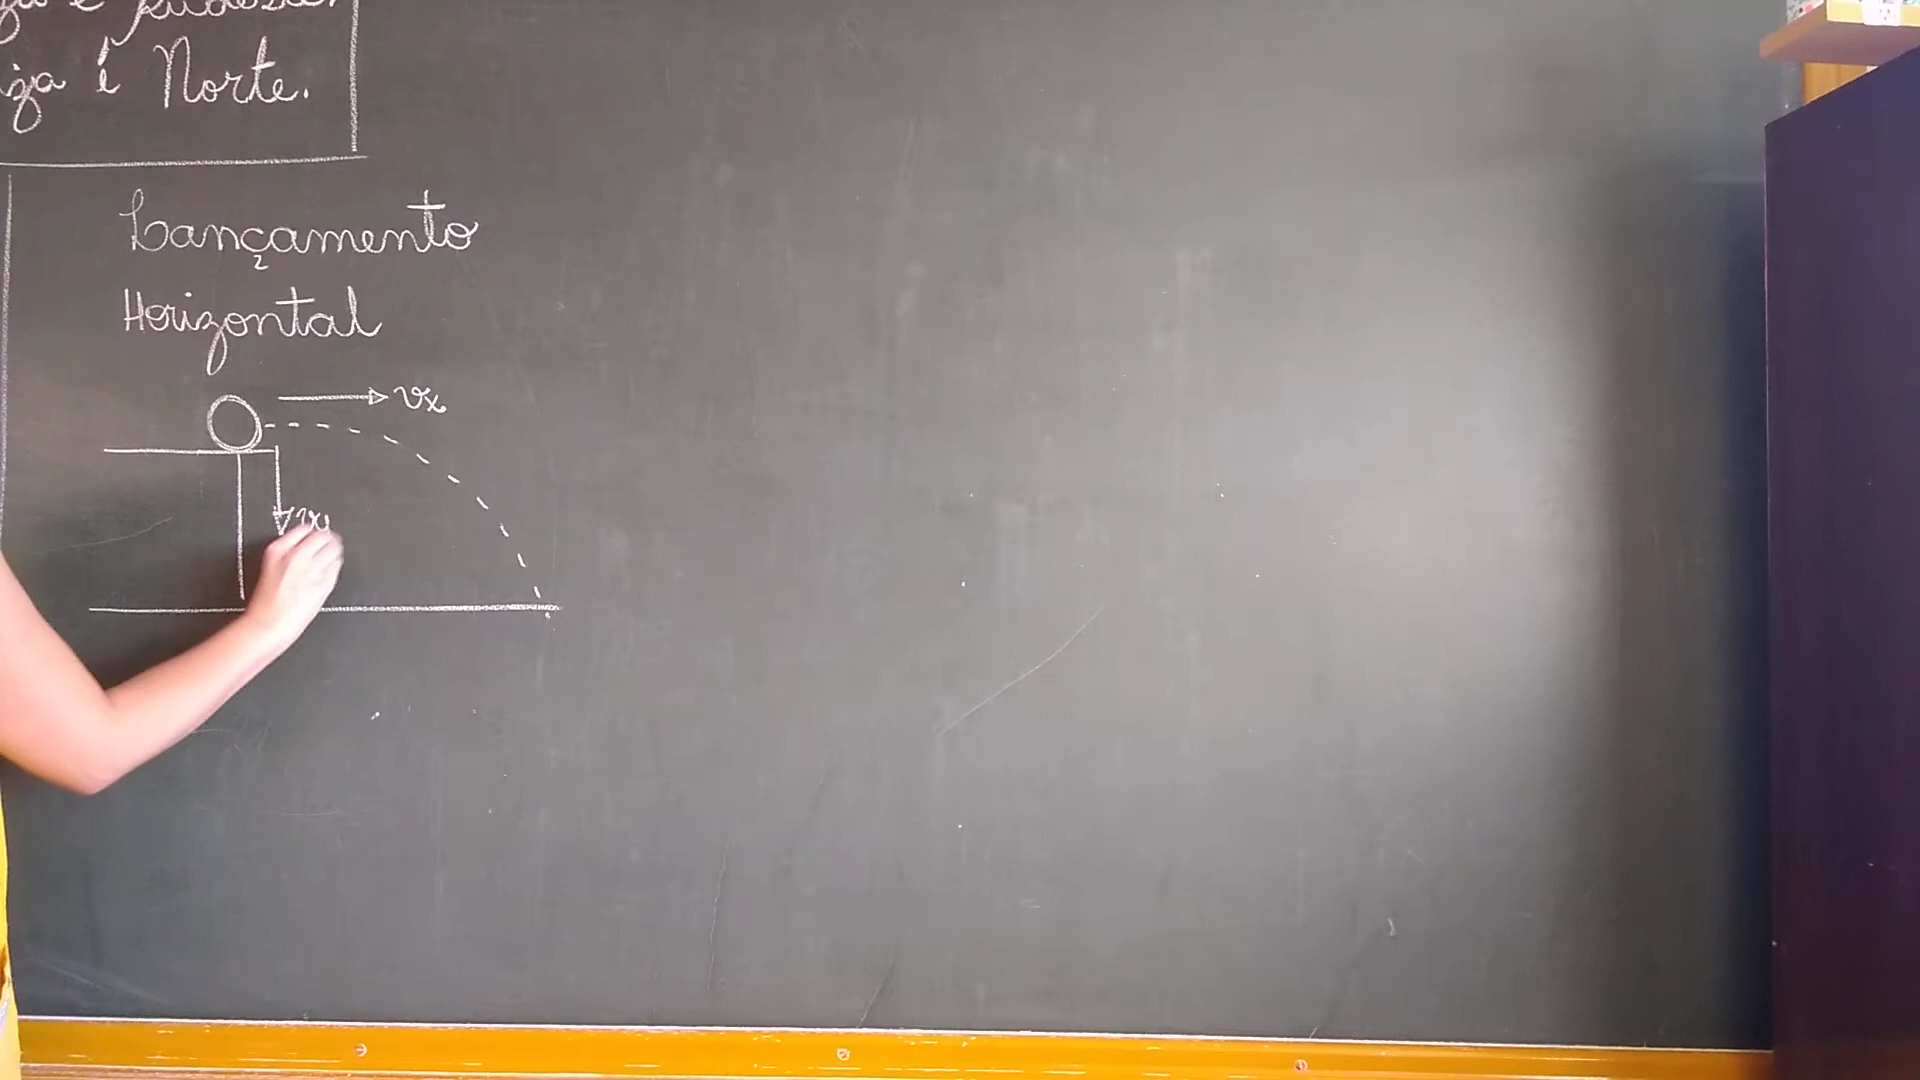 é
é Norte.
Lançamento
Horizontal
vx
vy